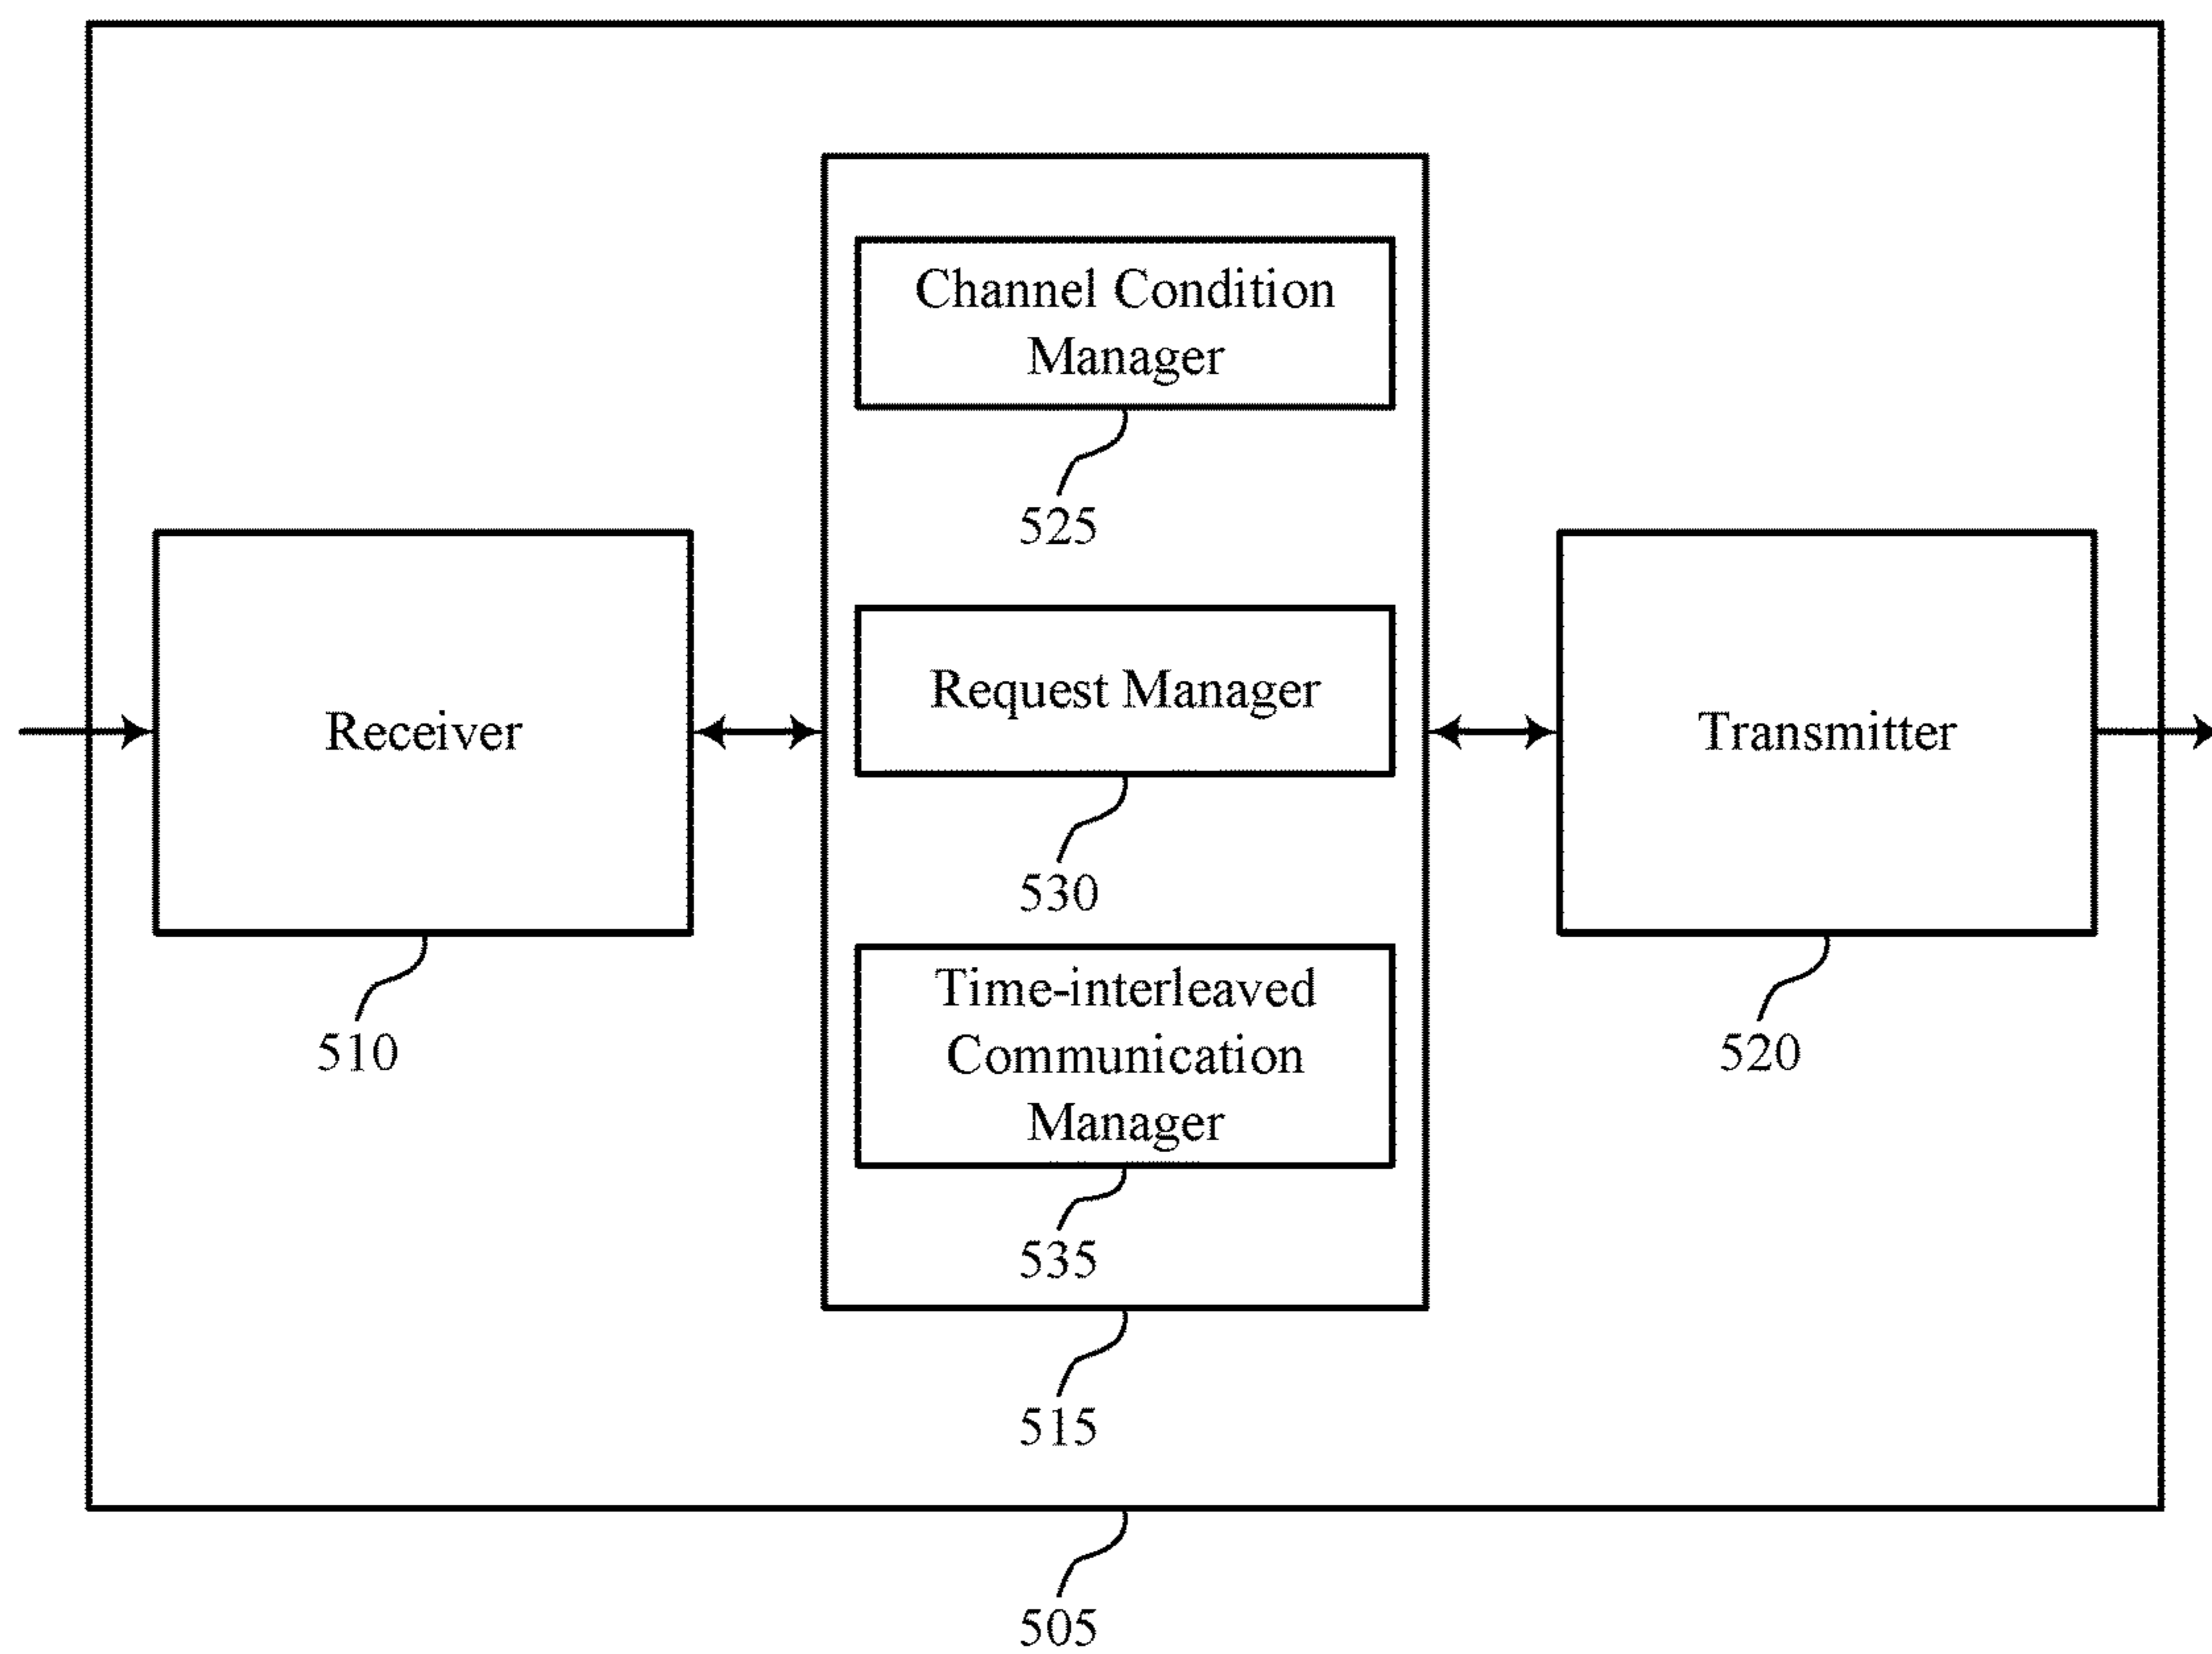 Channel Condition
Manager
525
Receiver
510
Request Manager
530
Time-interleaved
Communication
Manager
535
515
Transmitter
520
505